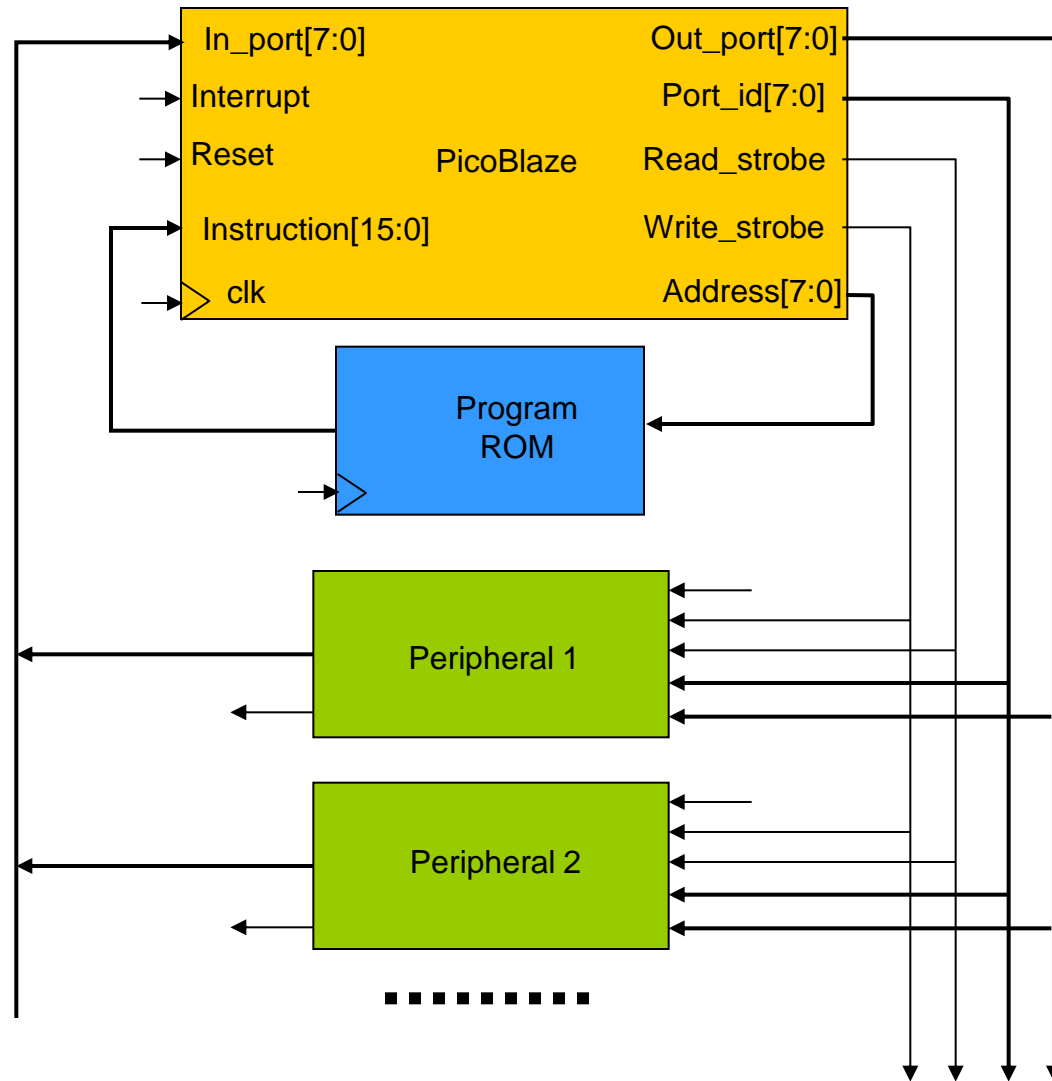 In_port[7:0]
Out_port[7:0]
Interrupt
Port_id[7:0]
Reset
PicoBlaze
Read_strobe
Instruction[15:0]
Write_strobe
clk
Address[7:0]
Program
ROM
Peripheral 1
Peripheral 2